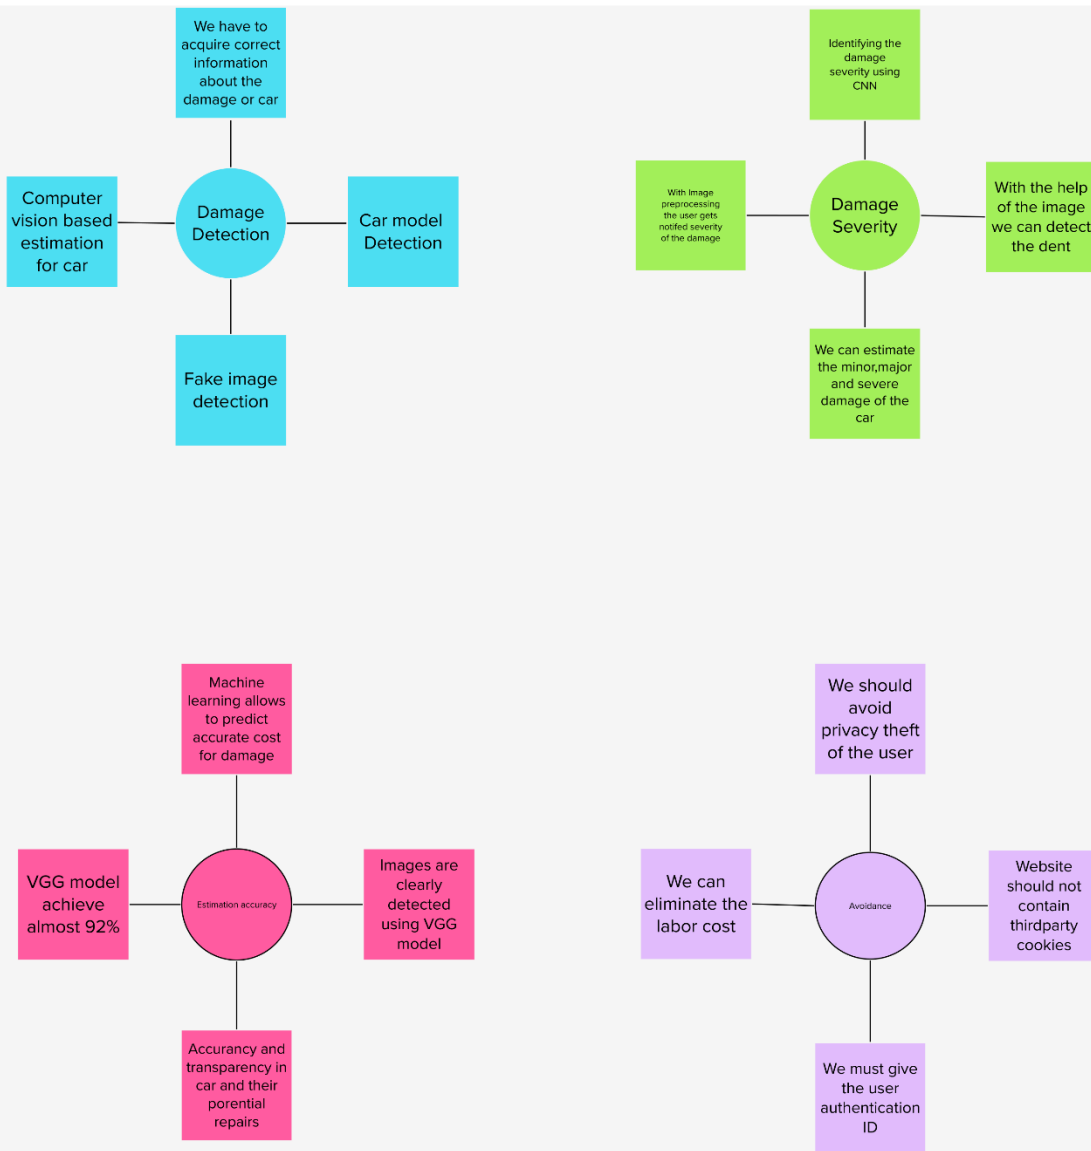 We have to
acquire correct
information
about the
damage or car
Computer
vision based
estimation
for car
Damage
Detection
Car model
Detection
Fake image
detection
Identifying the
damage
severity using
CNN
With Image
preprocessing
the user gets
notifed severity
of the damage
Damage
Severity
With the help
of the image
we can detect
the dent
We can estimate
the minor,major
and severe
damage of the
car
Machine
learning allows
to predict
accurate cost
for damage
VGG model
achieve
almost 92%
Estimation accuracy
Images are
clearly
detected
using VGG
model
Accurancy and
transparency in
car and their
porential
repairs
We should
avoid
privacy theft
of the user
We can
eliminate the
labor cost
Avoidance
Website
should not
contain
thirdparty
cookies
We must give
the user
authentication
ID